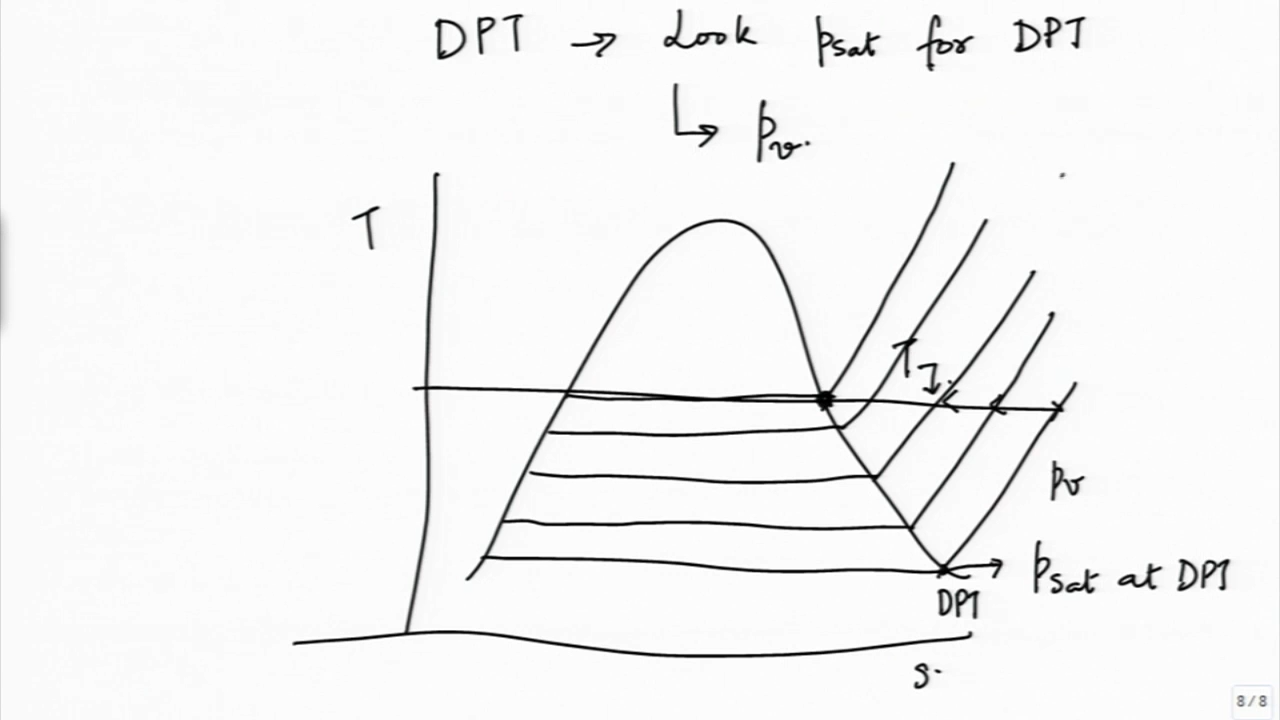 DPT → Look psat for DPT
↳ pv.
T
T
pv
psat at DPT
DPT
s.
8/8